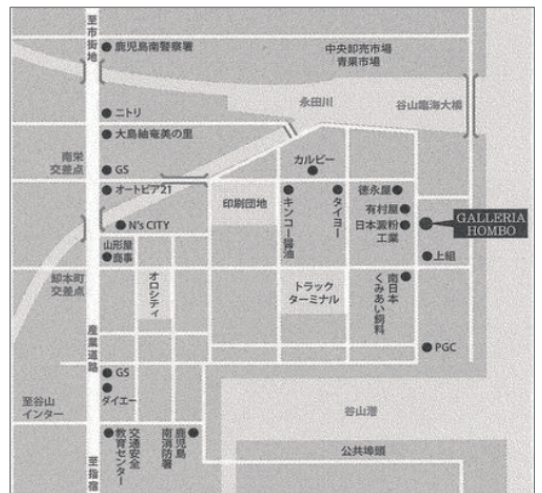 至市街地
鹿児島南警察署
中央卸売市場
青果市場
永田川
谷山臨海大橋
ニトリ
大島紬奄美の里
南栄
交差点
GS
カルビー
オートピア21
印刷団地
キンコー醤油
タイヨー
徳永屋
有村屋
日本澱粉
工業
GALLERIA
HOMBO
N's CITY
山形屋
商事
上組
卸本町
交差点
オロシティ
トラック
ターミナル
南日本
くみあい飼料
産業道路
PGC
GS
ダイエー
至谷山
インター
谷山港
交通安全
教育センター
鹿児島
南消防署
公共埠頭
至指宿